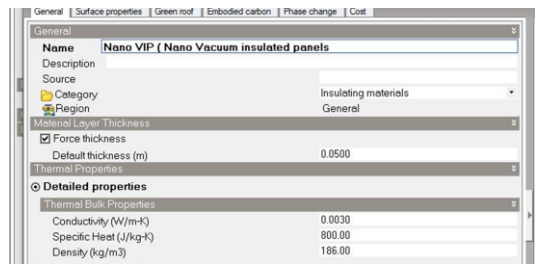 General Surface properties Green roof Embodied carbon Phase change Cost
General
Name Nano VIP ( Nano Vacuum insulated panels
Description
Source
Category Insulating materials
Region General
Material Layer Thickness
Force thickness
Default thickness (m) 0.0500
Thermal Properties
Detailed properties
Thermal Bulk Properties
Conductivity (W/m-K) 0.0030
Specific Heat (J/kg-K) 800.00
Density (kg/m3) 186.00